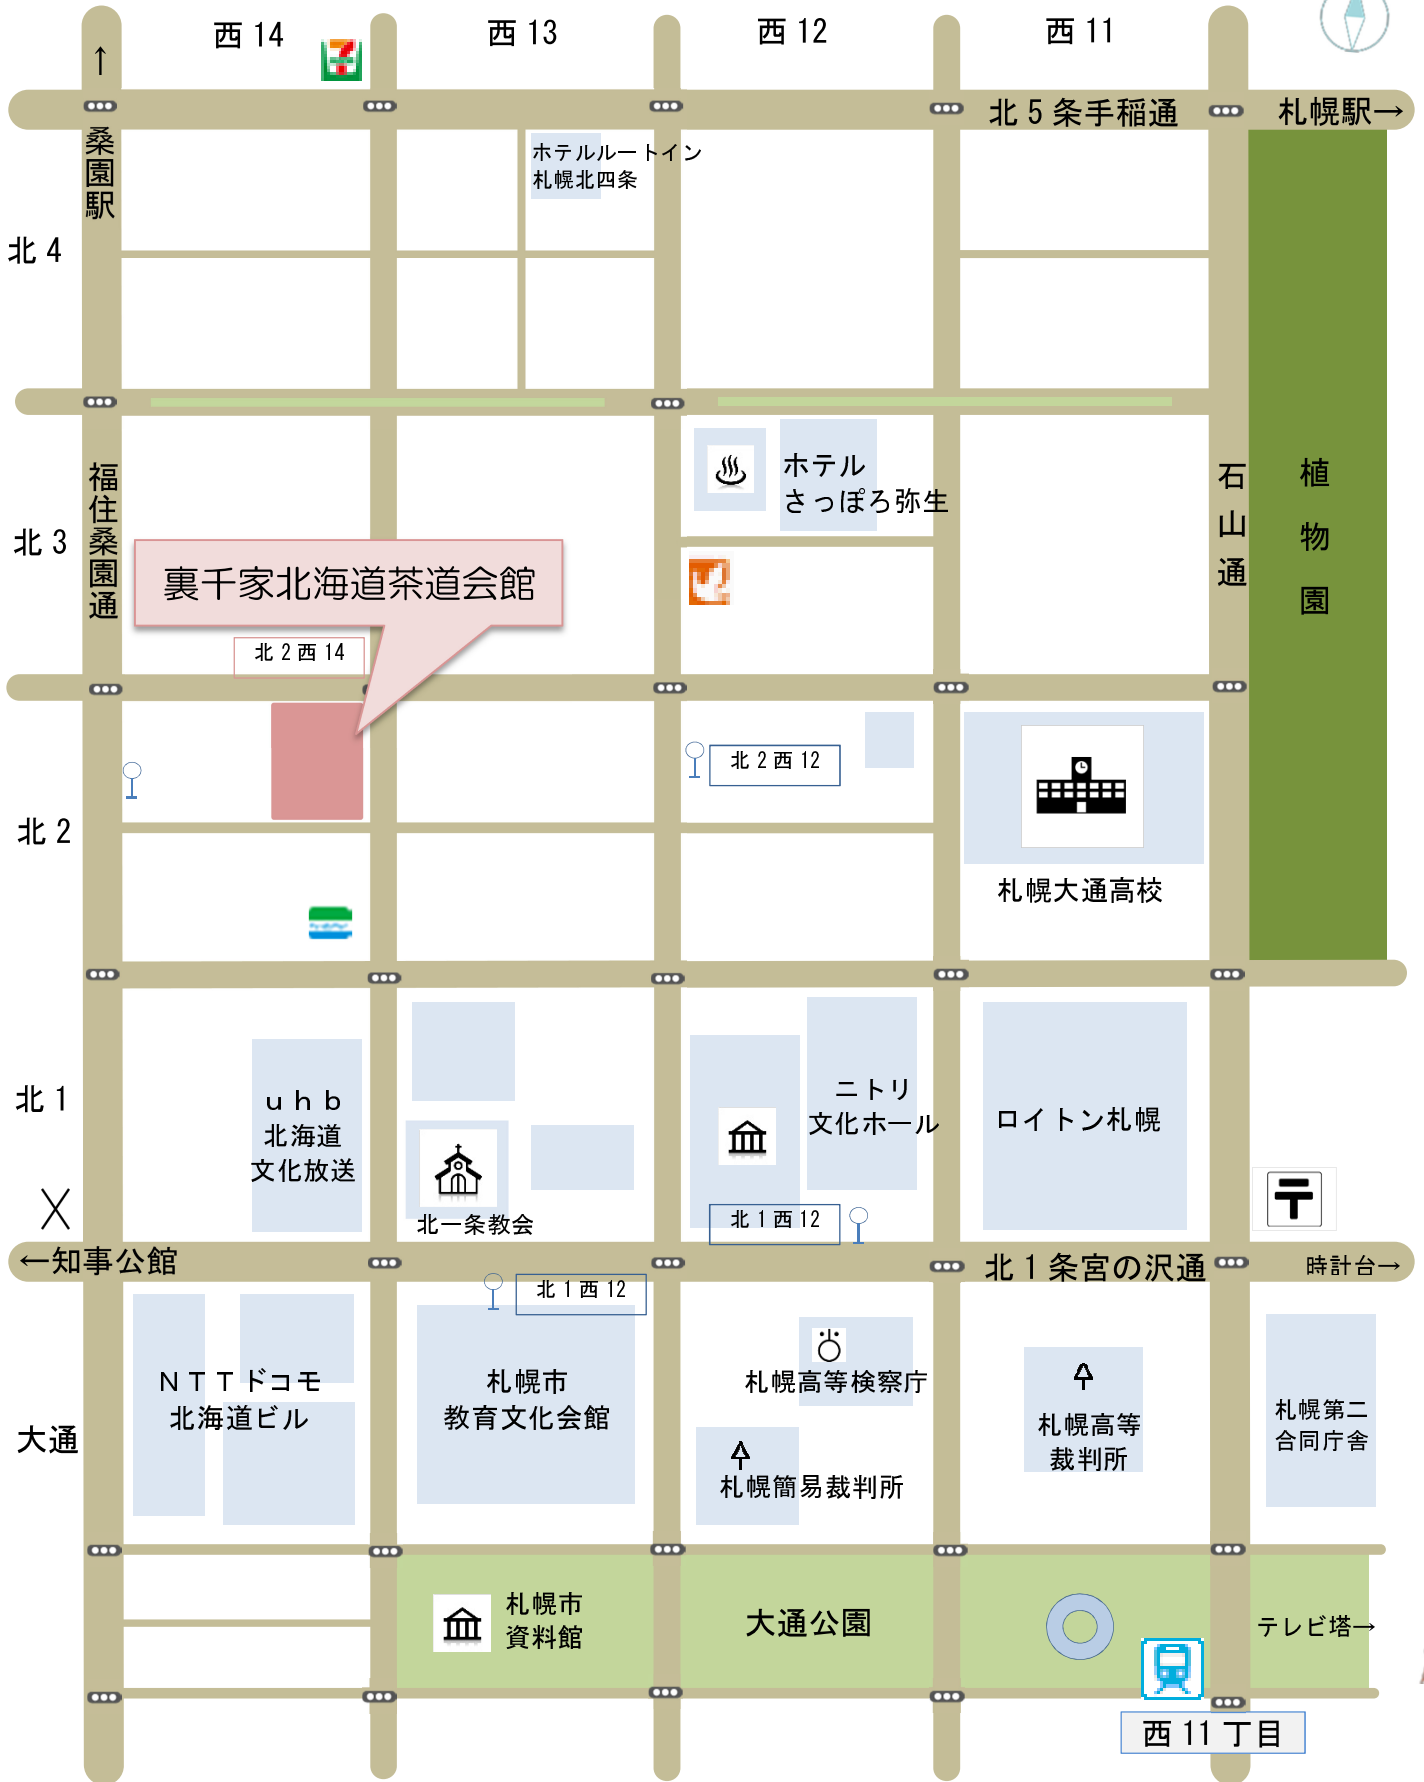 西 14
西 13
西 12
西 11
↑
桑園駅
7
北 5 条手稲通
札幌駅→
ホテルルートイン
札幌北四条
北 4
ホテル
さっぽろ弥生
福住桑園通
石山通
植物園
北 3
裏千家北海道茶道会館
北 2 西 14
北 2 西 12
北 2
札幌大通高校
北 1
uhb
北海道
文化放送
北一条教会
ニトリ
文化ホール
ロイトン札幌
北 1 西 12
←知事公館
北 1 条宮の沢通
時計台→
北 1 西 12
NTTドコモ
北海道ビル
札幌市
教育文化会館
札幌高等検察庁
札幌簡易裁判所
札幌高等
裁判所
札幌第二
合同庁舎
大通
札幌市
資料館
大通公園
テレビ塔→
西 11 丁目